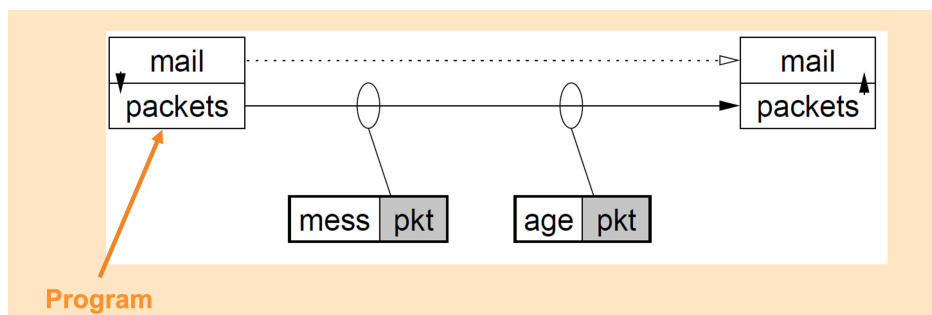 mail
mail
packets
packets
mess pkt
age pkt
Program